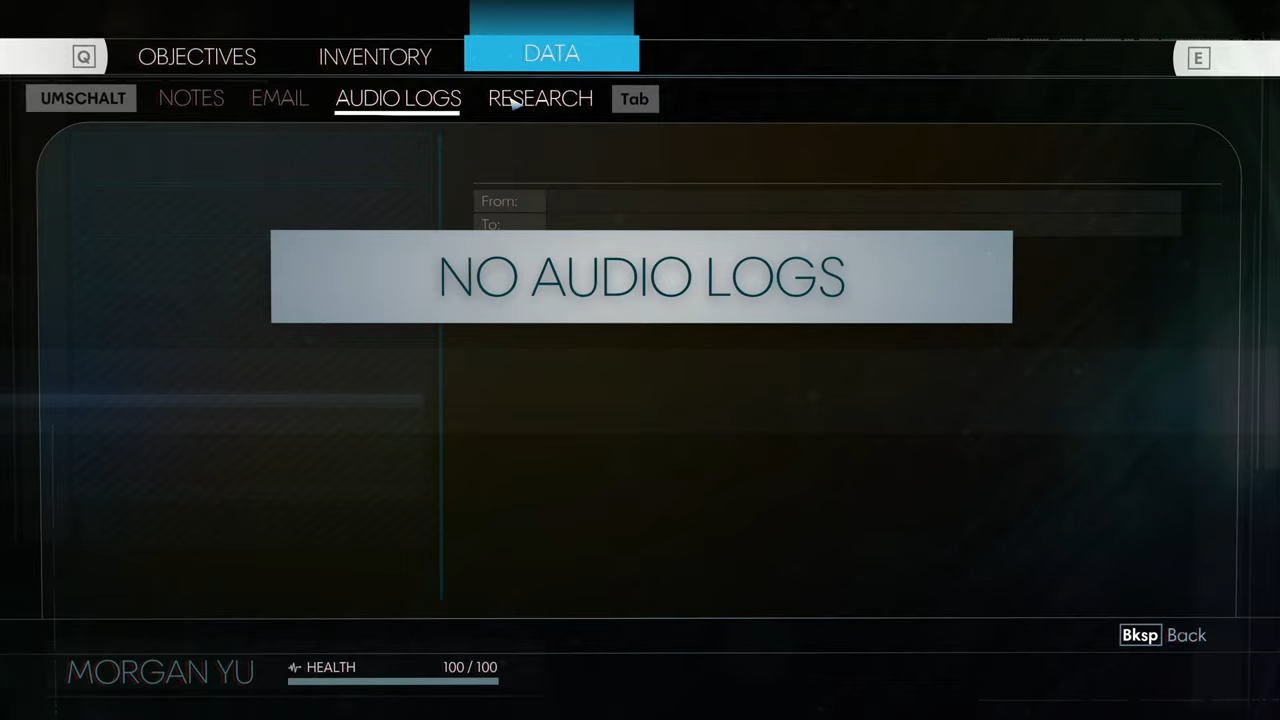 Q OBJECTIVES INVENTORY DATA E
UMSCHALT NOTES EMAIL AUDIO LOGS RESEARCH Tab
From:
To:
NO AUDIO LOGS
Bksp Back
MORGAN YU HEALTH 100 / 100